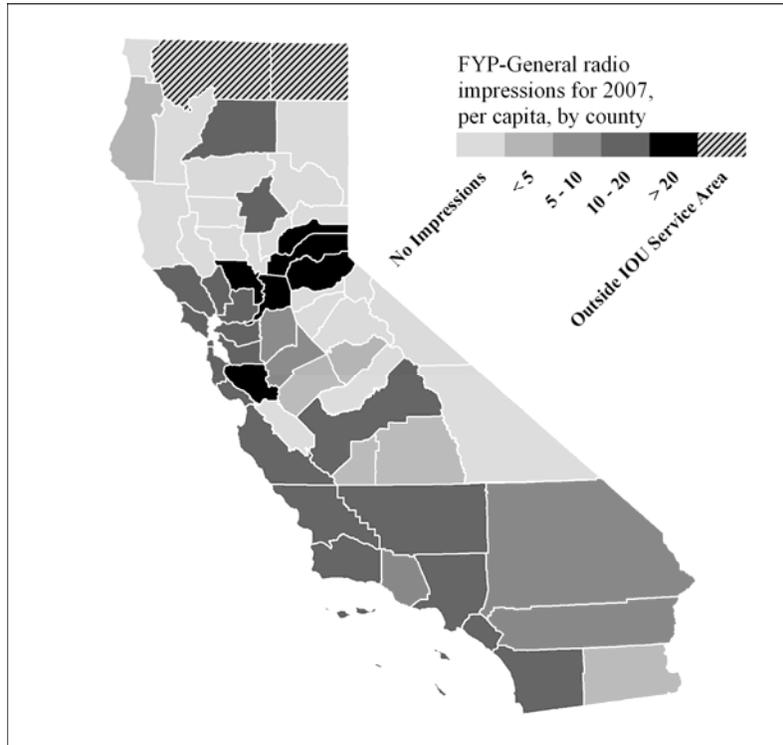 FYP-General radio
impressions for 2007,
per capita, by county
No Impressions
< 5
5 - 10
10 - 20
> 20
Outside IOU Service Area